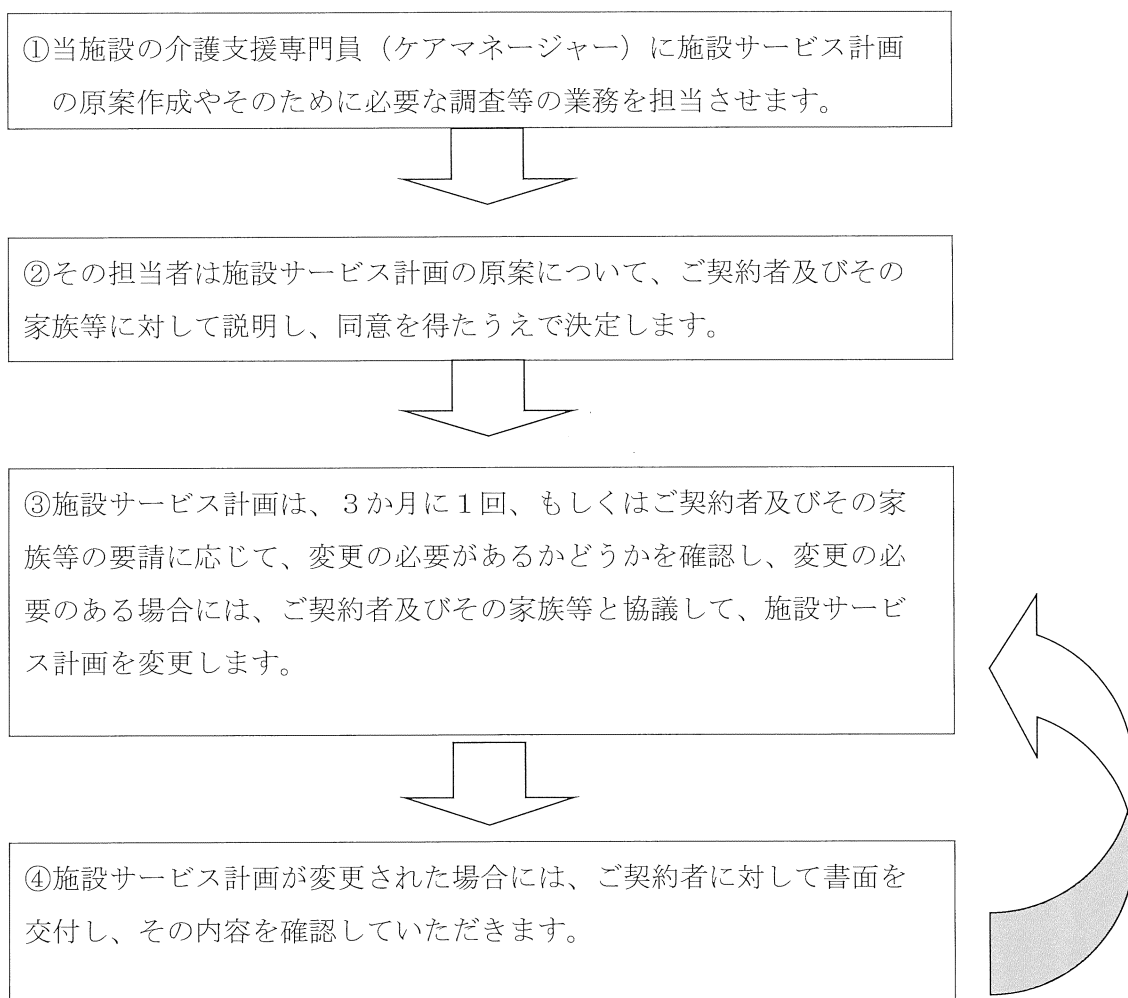 ①当施設の介護支援専門員（ケアマネージャー）に施設サービス計画
の原案作成やそのために必要な調査等の業務を担当させます。
②その担当者は施設サービス計画の原案について、ご契約者及びその
家族等に対して説明し、同意を得たうえで決定します。
③施設サービス計画は、３か月に１回、もしくはご契約者及びその家
族等の要請に応じて、変更の必要があるかどうかを確認し、変更の必
要のある場合には、ご契約者及びその家族等と協議して、施設サービ
ス計画を変更します。
④施設サービス計画が変更された場合には、ご契約者に対して書面を
交付し、その内容を確認していただきます。